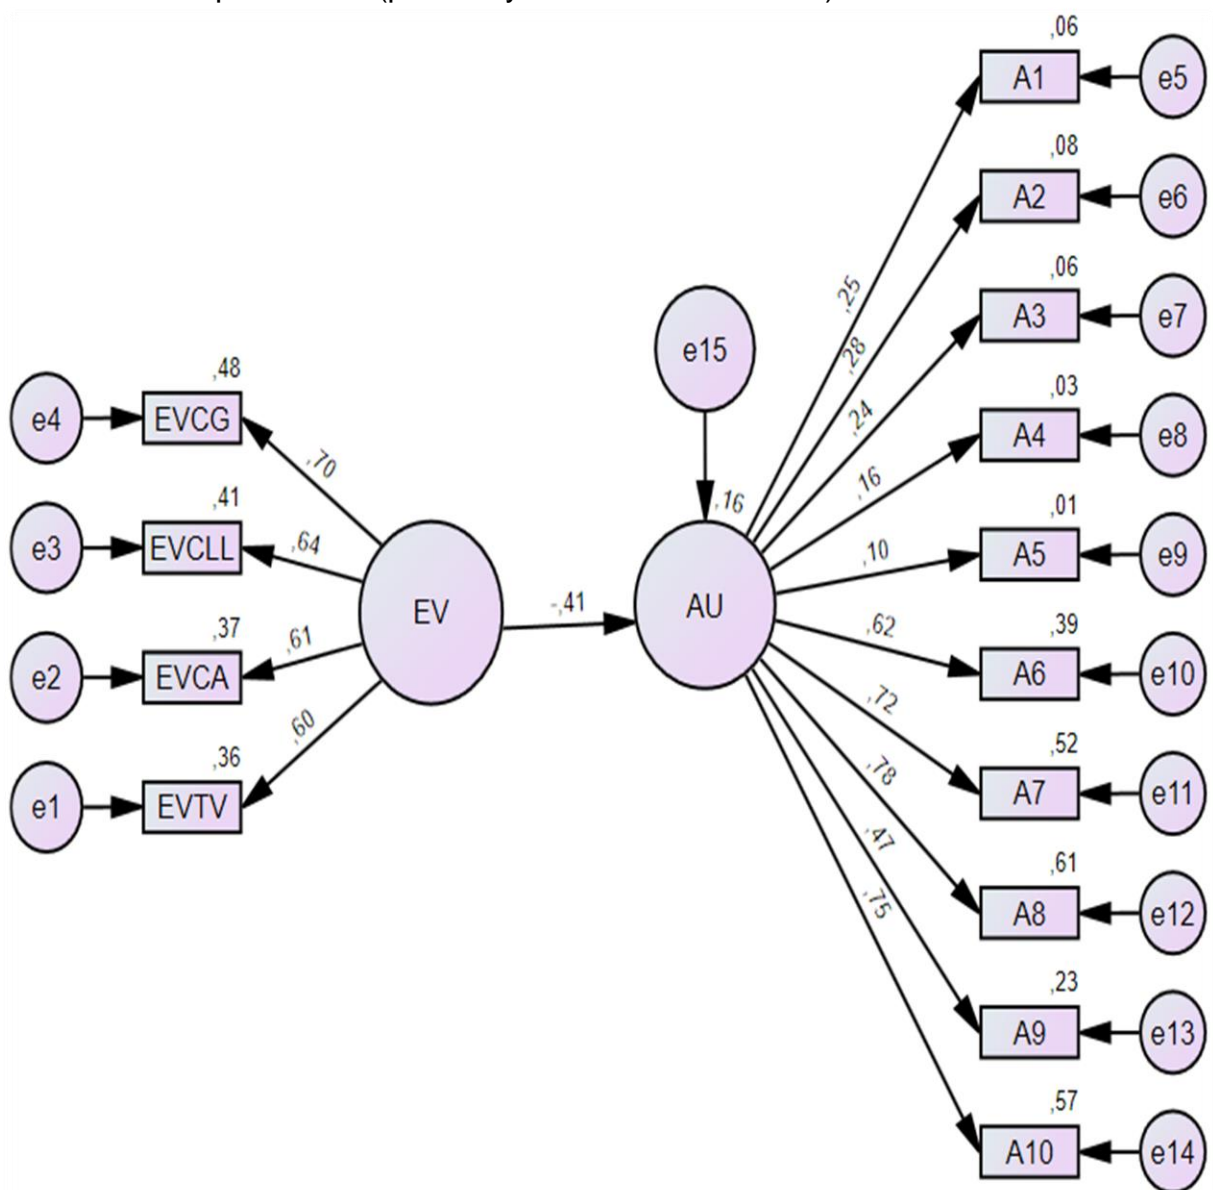 ,06
A1
e5
,08
A2
e6
,06
A3
e7
,03
A4
e8
,01
A5
e9
,39
A6
e10
,52
A7
e11
,61
A8
e12
,23
A9
e13
,57
A10
e14
,25
,28
,24
,16
,10
,62
,72
,78
,47
,75
e15
,16
AU
-,41
EV
,48
e4
EVCG
,70
,41
e3
EVCLL
,64
,37
e2
EVCA
,61
,36
e1
EVTV
,60